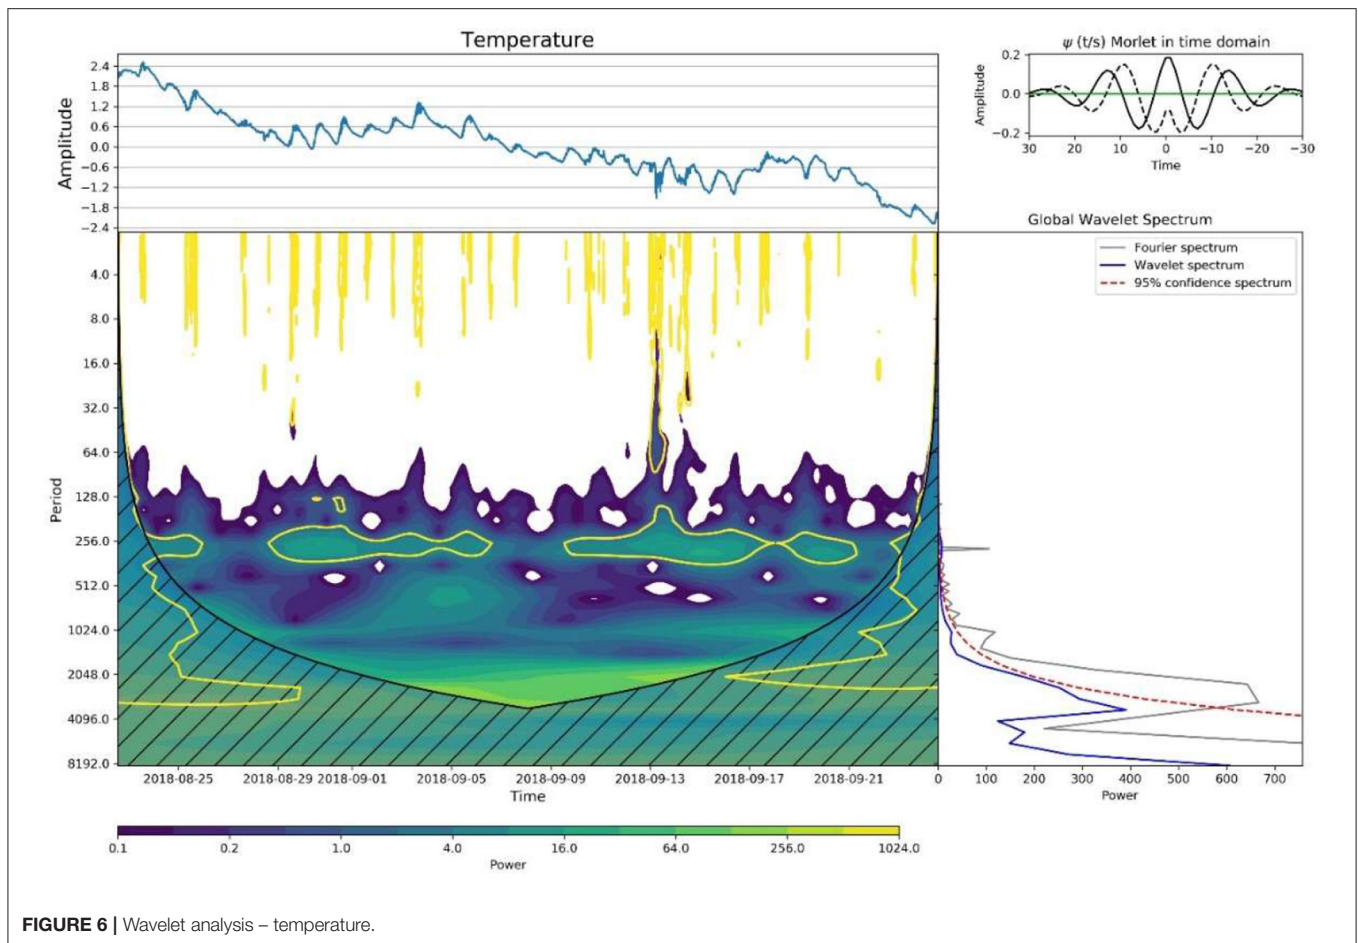 Temperature
Amplitude
2.4
1.8
1.2
0.6
0.0
−0.6
−1.2
−1.8
−2.4
ψ (t/s) Morlet in time domain
Amplitude
0.2
0.0
−0.2
30 20 10 0 −10 −20 −30
Time
Period
4.0
8.0
16.0
32.0
64.0
128.0
256.0
512.0
1024.0
2048.0
4096.0
8192.0
2018-08-25 2018-08-29 2018-09-01 2018-09-05 2018-09-09 2018-09-13 2018-09-17 2018-09-21
Time
Global Wavelet Spectrum
Fourier spectrum
Wavelet spectrum
95% confidence spectrum
0 100 200 300 400 500 600 700
Power
0.1 0.2 1.0 4.0 16.0 64.0 256.0 1024.0
Power
FIGURE 6 | Wavelet analysis – temperature.